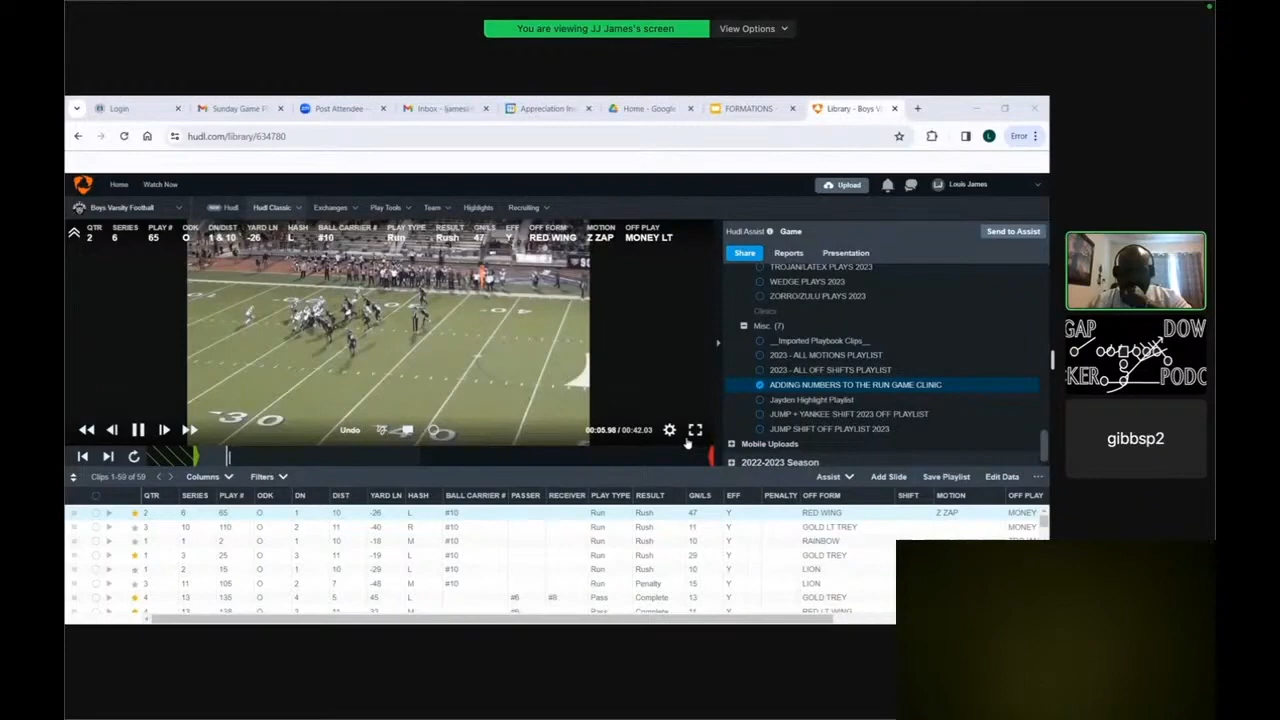 You are viewing JJ James's screen View Options
Login Sunday Game F Post Attendee - Inbox - ljamesk Appreciation In Home - Google FORMATIONS - Library - Boys V
hudl.com/library/634780 L Error
Home Watch Now Upload Louis James
Boys Varsity Football NEW Hudl Hudl Classic Exchanges Play Tools Team Highlights Recruiting
QTR SERIES PLAY # ODK DN/DIST YARD LN HASH BALL CARRIER # PLAY TYPE RESULT GN/LS EFF OFF FORM MOTION OFF PLAY
2 6 65 O 1 & 10 -26 L #10 Run Rush 47 Y RED WING Z ZAP MONEY LT
Hudl Assist Game Send to Assist
Share Reports Presentation
TROJAN/LATEX PLAYS 2023
WEDGE PLAYS 2023
ZORRO/ZULU PLAYS 2023
Clinics
Misc. (7)
__Imported Playbook Clips__
2023 - ALL MOTIONS PLAYLIST
2023 - ALL OFF SHIFTS PLAYLIST
ADDING NUMBERS TO THE RUN GAME CLINIC
Jayden Highlight Playlist
JUMP + YANKEE SHIFT 2023 OFF PLAYLIST
JUMP SHIFT OFF PLAYLIST 2023
Mobile Uploads
2022-2023 Season
Undo 00:05.98 / 00:42.03
Clips 1-59 of 59 Columns Filters Assist Add Slide Save Playlist Edit Data
QTR SERIES PLAY # ODK DN DIST YARD LN HASH BALL CARRIER # PASSER RECEIVER PLAY TYPE RESULT GN/LS EFF PENALTY OFF FORM SHIFT MOTION OFF PLAY
2 6 65 O 1 10 -26 L #10 Run Rush 47 Y RED WING Z ZAP MONEY
3 10 110 O 2 11 -40 R #10 Run Rush 11 Y GOLD LT TREY MONEY
1 1 2 O 1 10 -18 M #10 Run Rush 10 Y RAINBOW
1 3 25 O 3 11 -19 L #10 Run Rush 29 Y GOLD TREY
1 2 15 O 1 10 -29 L #10 Run Rush 10 Y LION
3 11 105 O 2 7 -48 M #10 Run Penalty 15 Y LION
4 13 135 O 4 5 45 L #6 #8 Pass Complete 13 Y GOLD TREY
GAP DOW
KER PODC
gibbsp2